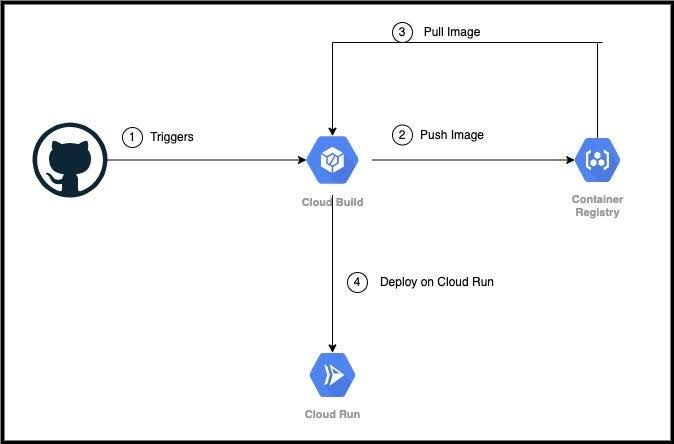 3 Pull Image
1 Triggers
2 Push Image
Cloud Build
Container
Registry
4 Deploy on Cloud Run
Cloud Run